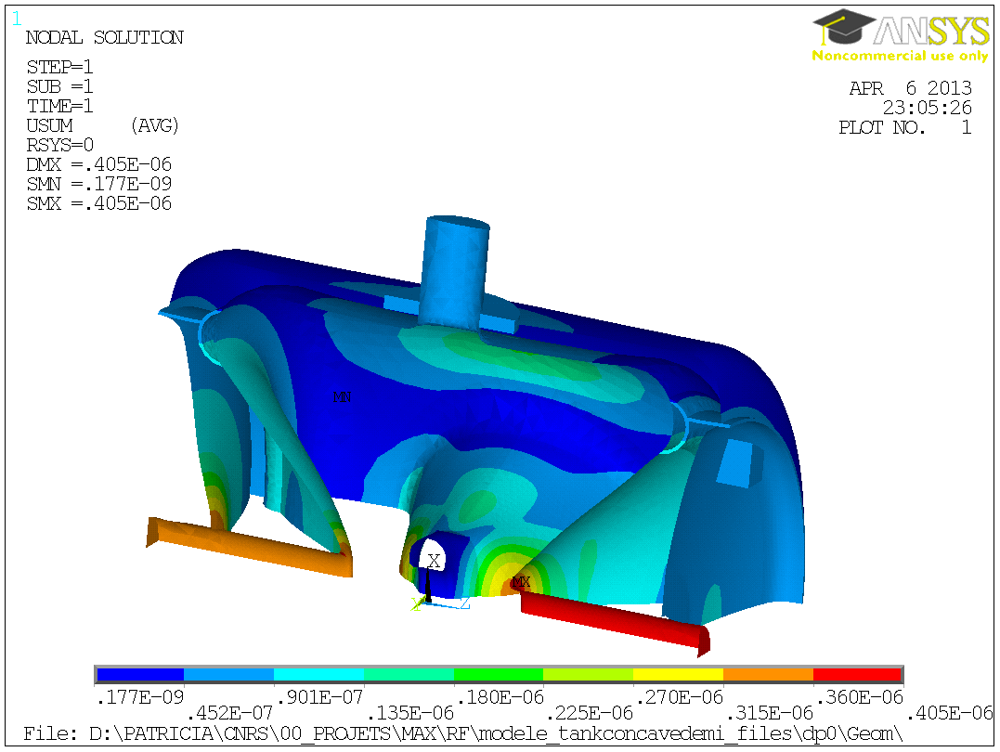 1
NODAL SOLUTION
STEP=1
SUB =1
TIME=1
USUM (AVG)
RSYS=0
DMX =.405E-06
SMN =.177E-09
SMX =.405E-06
ANSYS
Noncommercial use only
APR 6 2013
23:05:26
PLOT NO. 1
MN
X
MX
Y
Z
.177E-09 .901E-07 .180E-06 .270E-06 .360E-06
.452E-07 .135E-06 .225E-06 .315E-06 .405E-06
File: D:\PATRICIA\CNRS\00_PROJETS\MAX\RF\modele_tankconcavedemi_files\dp0\Geom\